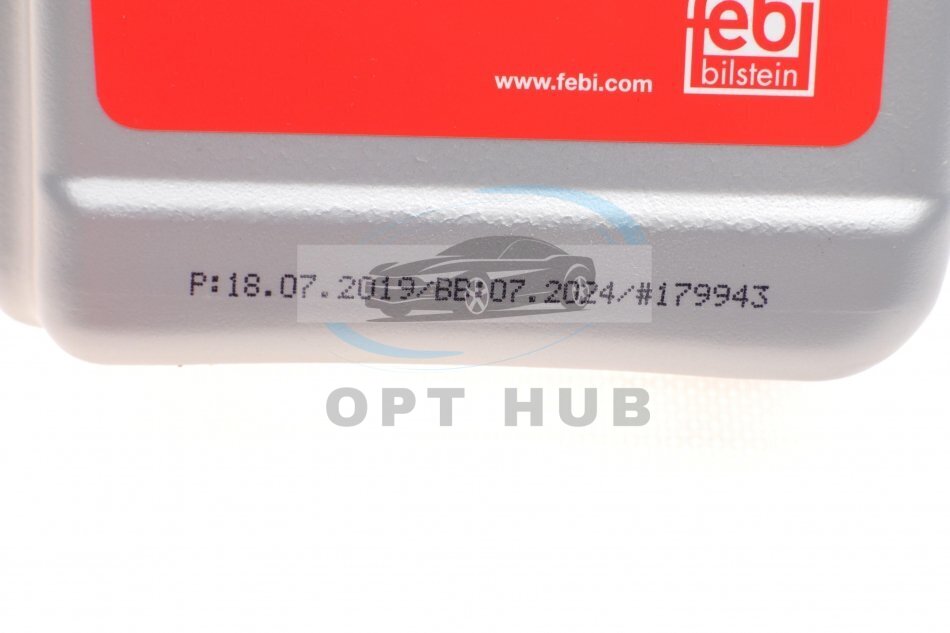 febi
bilstein
www.febi.com
P:18.07.2019/BB:07.2024/#179943
OPT HUB